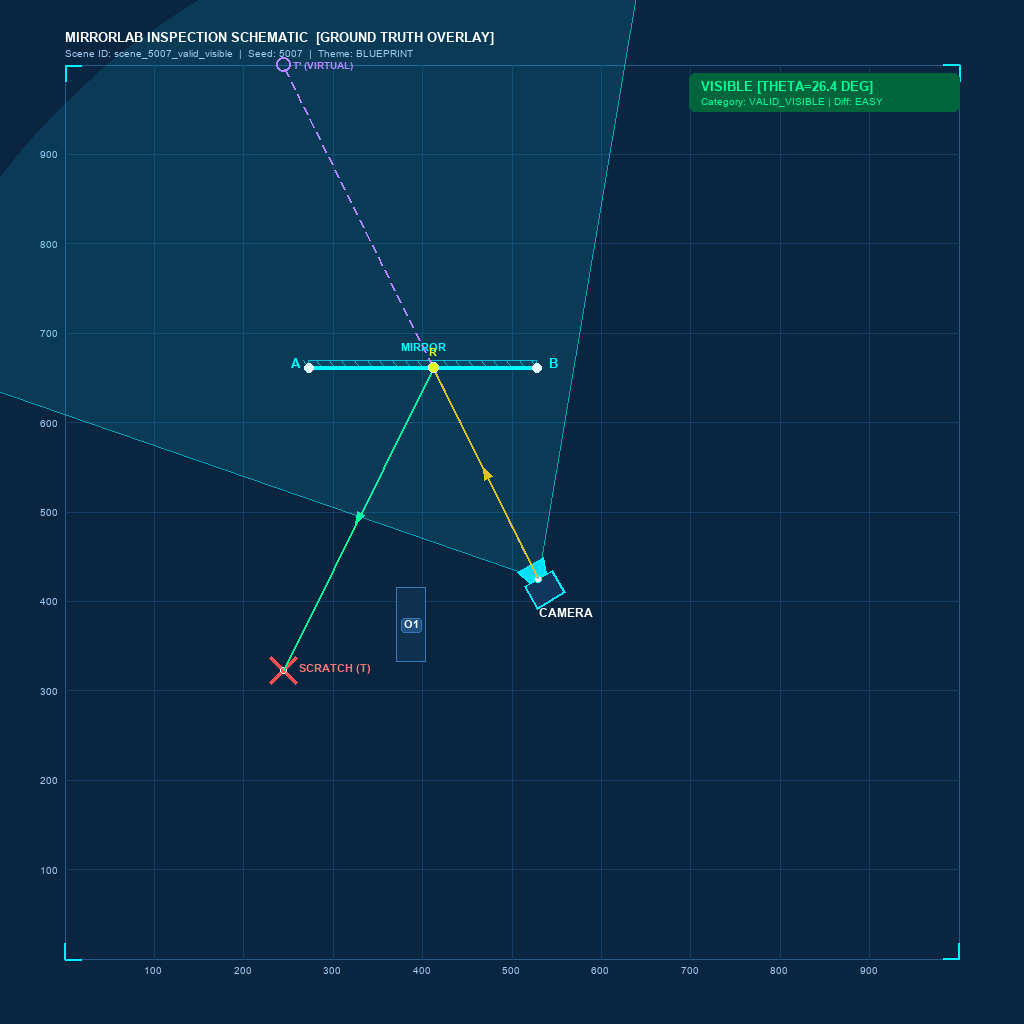 MIRRORLAB INSPECTION SCHEMATIC [GROUND TRUTH OVERLAY]
Scene ID: scene_5007_valid_visible | Seed: 5007 | Theme: BLUEPRINT
T' (VIRTUAL)
VISIBLE [THETA=26.4 DEG]
Category: VALID_VISIBLE | Diff: EASY
900
800
700
MIRROR
R
A
B
600
500
400
CAMERA
O1
SCRATCH (T)
300
200
100
100 200 300 400 500 600 700 800 900